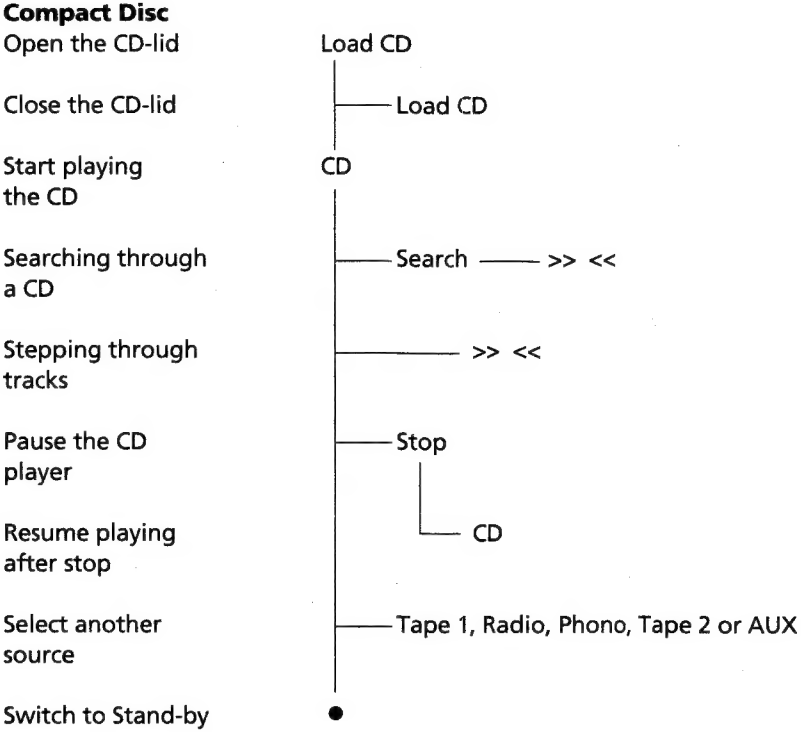 Compact Disc
Open the CD-lid Load CD
Close the CD-lid Load CD
Start playing CD
the CD
Searching through Search >> <<
a CD
Stepping through >> <<
tracks
Pause the CD Stop
player
Resume playing CD
after stop
Select another Tape 1, Radio, Phono, Tape 2 or AUX
source
Switch to Stand-by